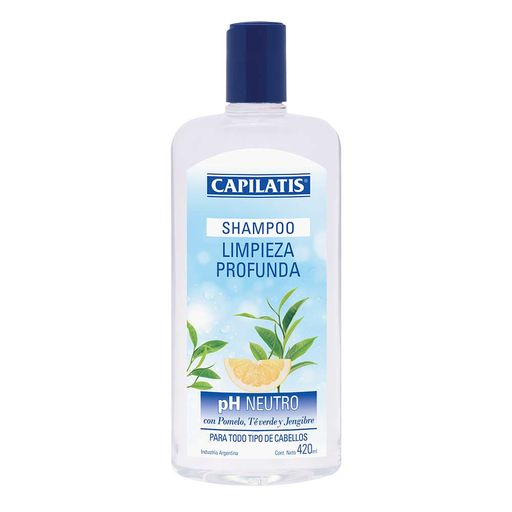 CAPILATIS®
SHAMPOO
LIMPIEZA
PROFUNDA
pH NEUTRO
con Pomelo, Té verde y Jengibre
PARA TODO TIPO DE CABELLOS
Industria Argentina Cont. Neto 420ml